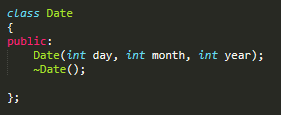 class Date
{
public:
    Date(int day, int month, int year);
    ~Date();

};